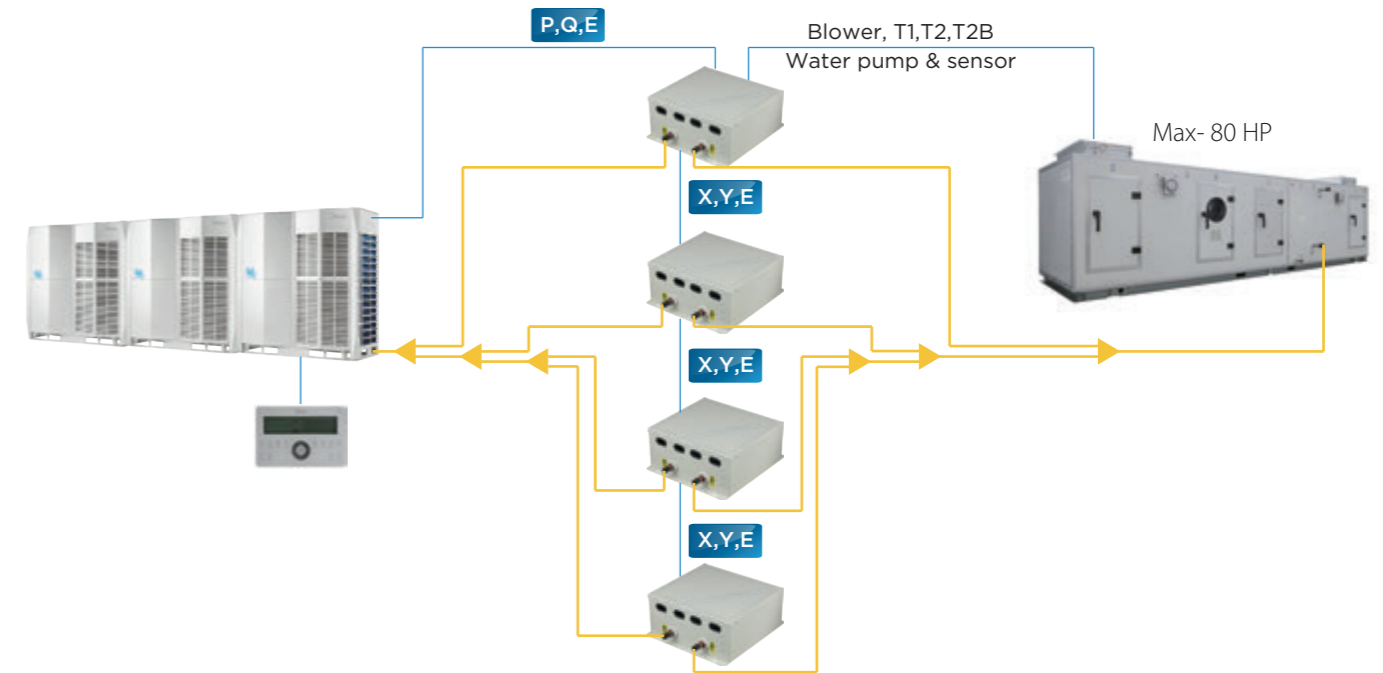 P,Q,E
Blower, T1,T2,T2B
Water pump & sensor
Max- 80 HP
X,Y,E
X,Y,E
X,Y,E